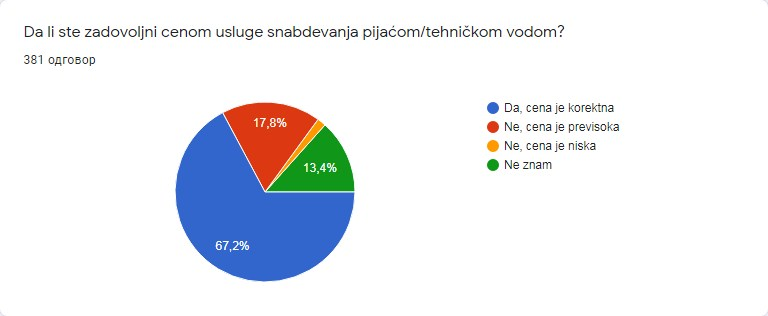 Da li ste zadovoljni cenom usluge snabdevanja pijaćom/tehničkom vodom?
381 одговор
Da, cena je korektna
Ne, cena je previsoka
Ne, cena je niska
Ne znam
17,8%
13,4%
67,2%